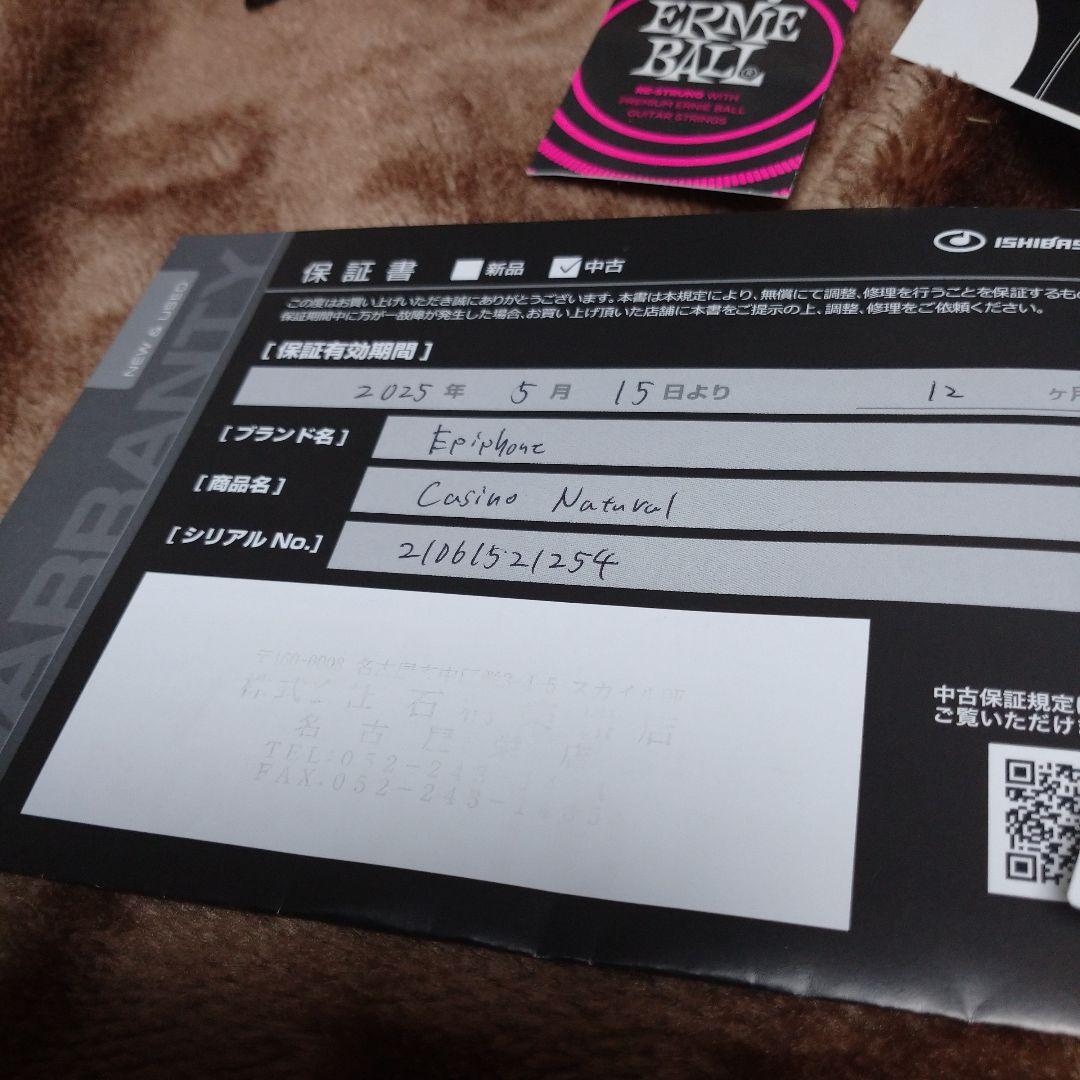 ERNIE
BALL
RE-STRUNG WITH
PREMIUM ERNIE BALL
GUITAR STRINGS
NEW & USED
保証書 新品 中古
この度はお買い上げいただき誠にありがとうございます。本書は本規定により、無償にて調整、修理を行うことを保証するもの
保証期間中に万が一故障が発生した場合、お買い上げ頂いた店舗に本書をご提示の上、調整、修理をご依頼ください。
[ 保証有効期間 ]
2025 年 5 月 15 日より 12 ヶ月
[ ブランド名 ] Epiphone
[ 商品名 ] Casino Natural
[ シリアル No.] 21061521254
名古屋
TEL:052-243
FAX.052-243-
中古保証規定
ご覧いただけ